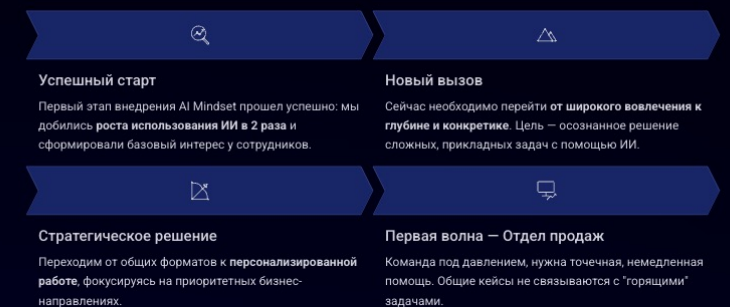 Успешный старт
Первый этап внедрения AI Mindset прошел успешно: мы
добились роста использования ИИ в 2 раза и
сформировали базовый интерес у сотрудников.
Новый вызов
Сейчас необходимо перейти от широкого вовлечения к
глубине и конкретике. Цель — осознанное решение
сложных, прикладных задач с помощью ИИ.
Стратегическое решение
Переходим от общих форматов к персонализированной
работе, фокусируясь на приоритетных бизнес-
направлениях.
Первая волна — Отдел продаж
Команда под давлением, нужна точечная, немедленная
помощь. Общие кейсы не связываются с "горящими"
задачами.